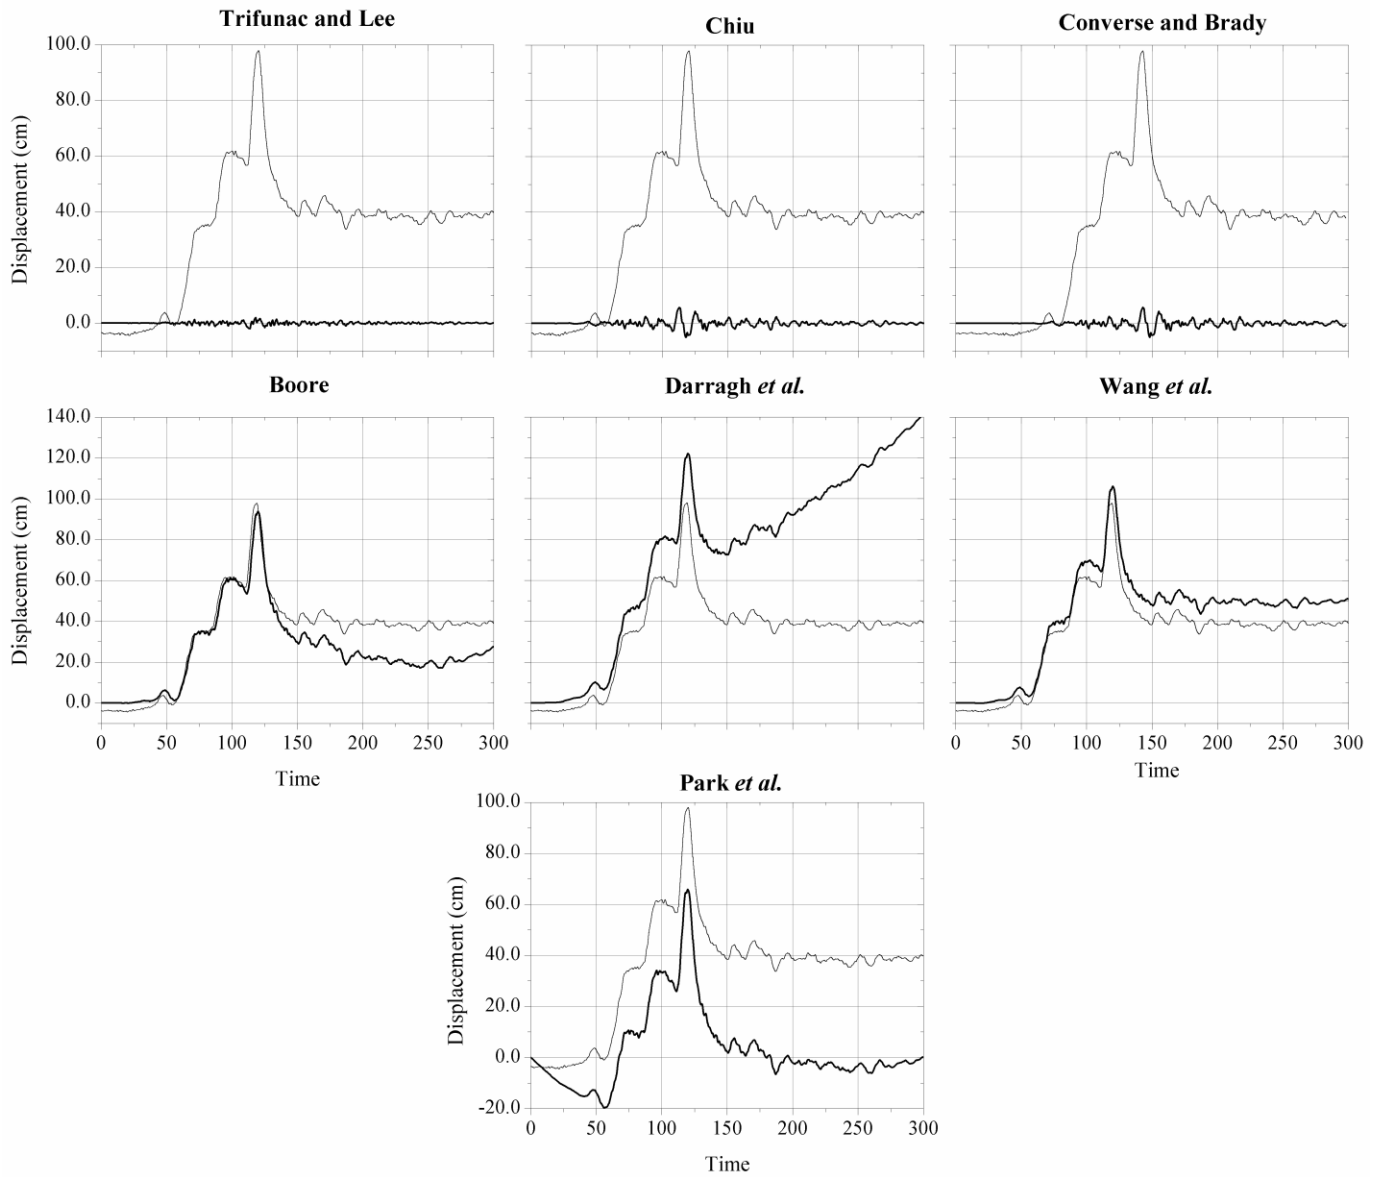 Trifunac and Lee
Chiu
Converse and Brady
100.0
80.0
60.0
40.0
20.0
0.0
Displacement (cm)
Boore
Darragh et al.
Wang et al.
140.0
120.0
100.0
80.0
60.0
40.0
20.0
0.0
Displacement (cm)
0 50 100 150 200 250 300
0 50 100 150 200 250 300
Time
Time
Park et al.
100.0
80.0
60.0
40.0
20.0
0.0
-20.0
Displacement (cm)
0 50 100 150 200 250 300
Time